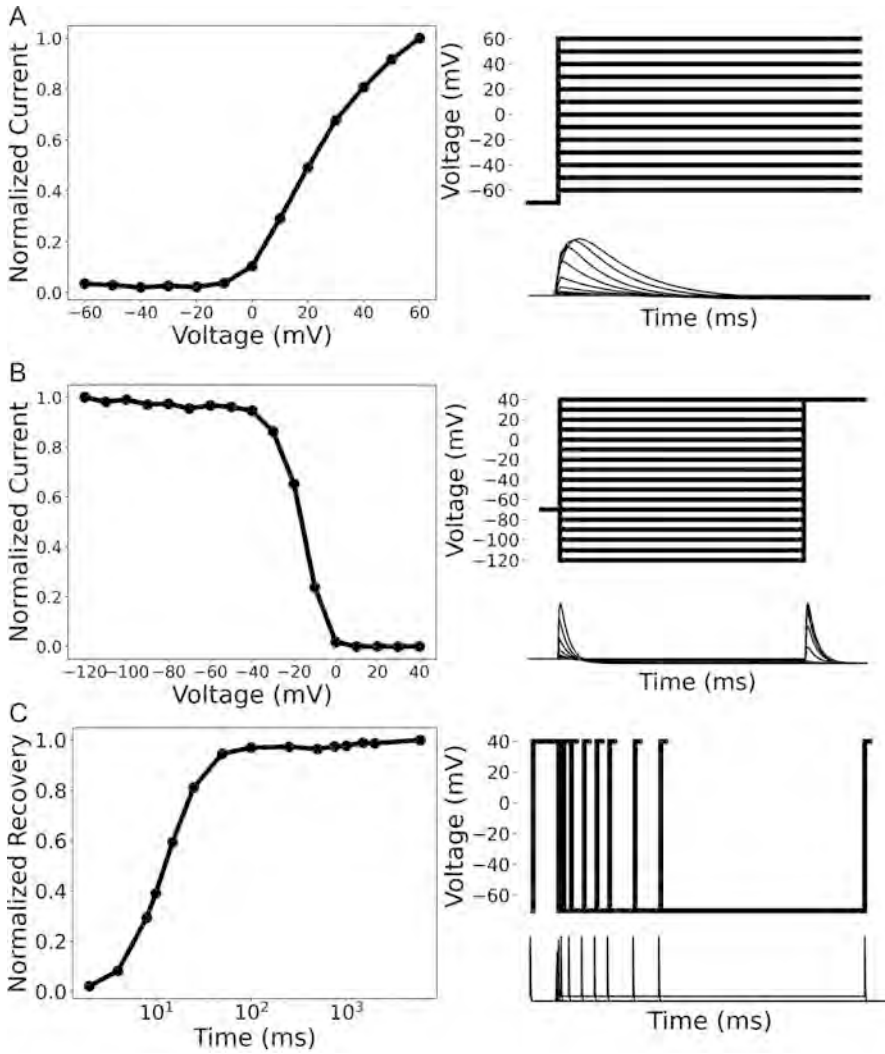 A
Normalized Current
1.0
0.8
0.6
0.4
0.2
0.0
−60 −40 −20 0 20 40 60
Voltage (mV)
Voltage (mV)
60
40
20
0
−20
−40
−60
Time (ms)
B
Normalized Current
1.0
0.8
0.6
0.4
0.2
0.0
−120 −100 −80 −60 −40 −20 0 20 40
Voltage (mV)
Voltage (mV)
40
20
0
−20
−40
−60
−80
−100
−120
Time (ms)
C
Normalized Recovery
1.0
0.8
0.6
0.4
0.2
0.0
10¹ 10² 10³
Time (ms)
Voltage (mV)
40
20
0
−20
−40
−60
Time (ms)